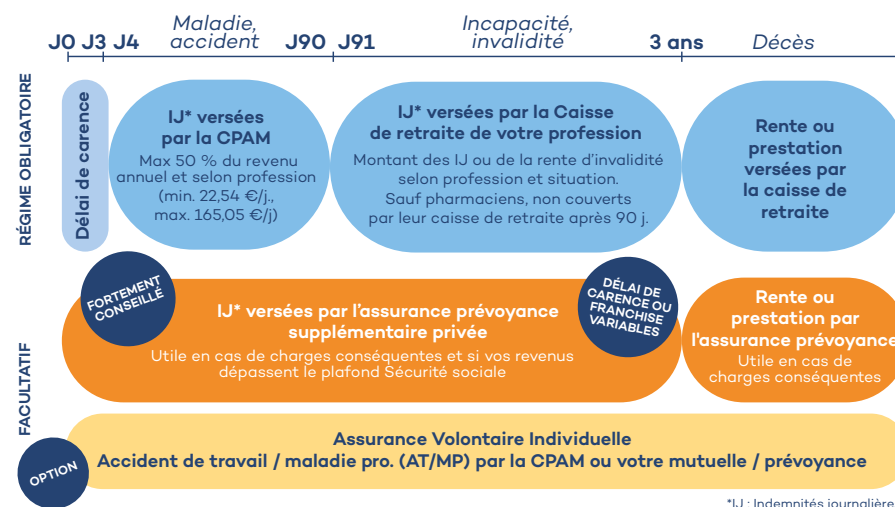 Maladie,
accident
Incapacité,
invalidité
J0 J3 J4 J90 J91 3 ans Décès
RÉGIME OBLIGATOIRE
Délai de carence
IJ* versées
par la CPAM
Max 50 % du revenu
annuel et selon profession
(min. 22,54 €/j.,
max. 165,05 €/j)
IJ* versées par la Caisse
de retraite de votre profession
Montant des IJ ou de la rente d'invalidité
selon profession et situation.
Sauf pharmaciens, non couverts
par leur caisse de retraite après 90 j.
Rente ou
prestation
versées par
la caisse de
retraite
FACULTATIF
FORTEMENT
CONSEILLÉ
IJ* versées par l'assurance prévoyance
supplémentaire privée
Utile en cas de charges conséquentes et si vos revenus
dépassent le plafond Sécurité sociale
DÉLAI DE
CARENCE OU
FRANCHISE
VARIABLES
Rente ou
prestation par
l'assurance prévoyance
Utile en cas de
charges conséquentes
OPTION
Assurance Volontaire Individuelle
Accident de travail / maladie pro. (AT/MP) par la CPAM ou votre mutuelle / prévoyance
*IJ : Indemnités journalière